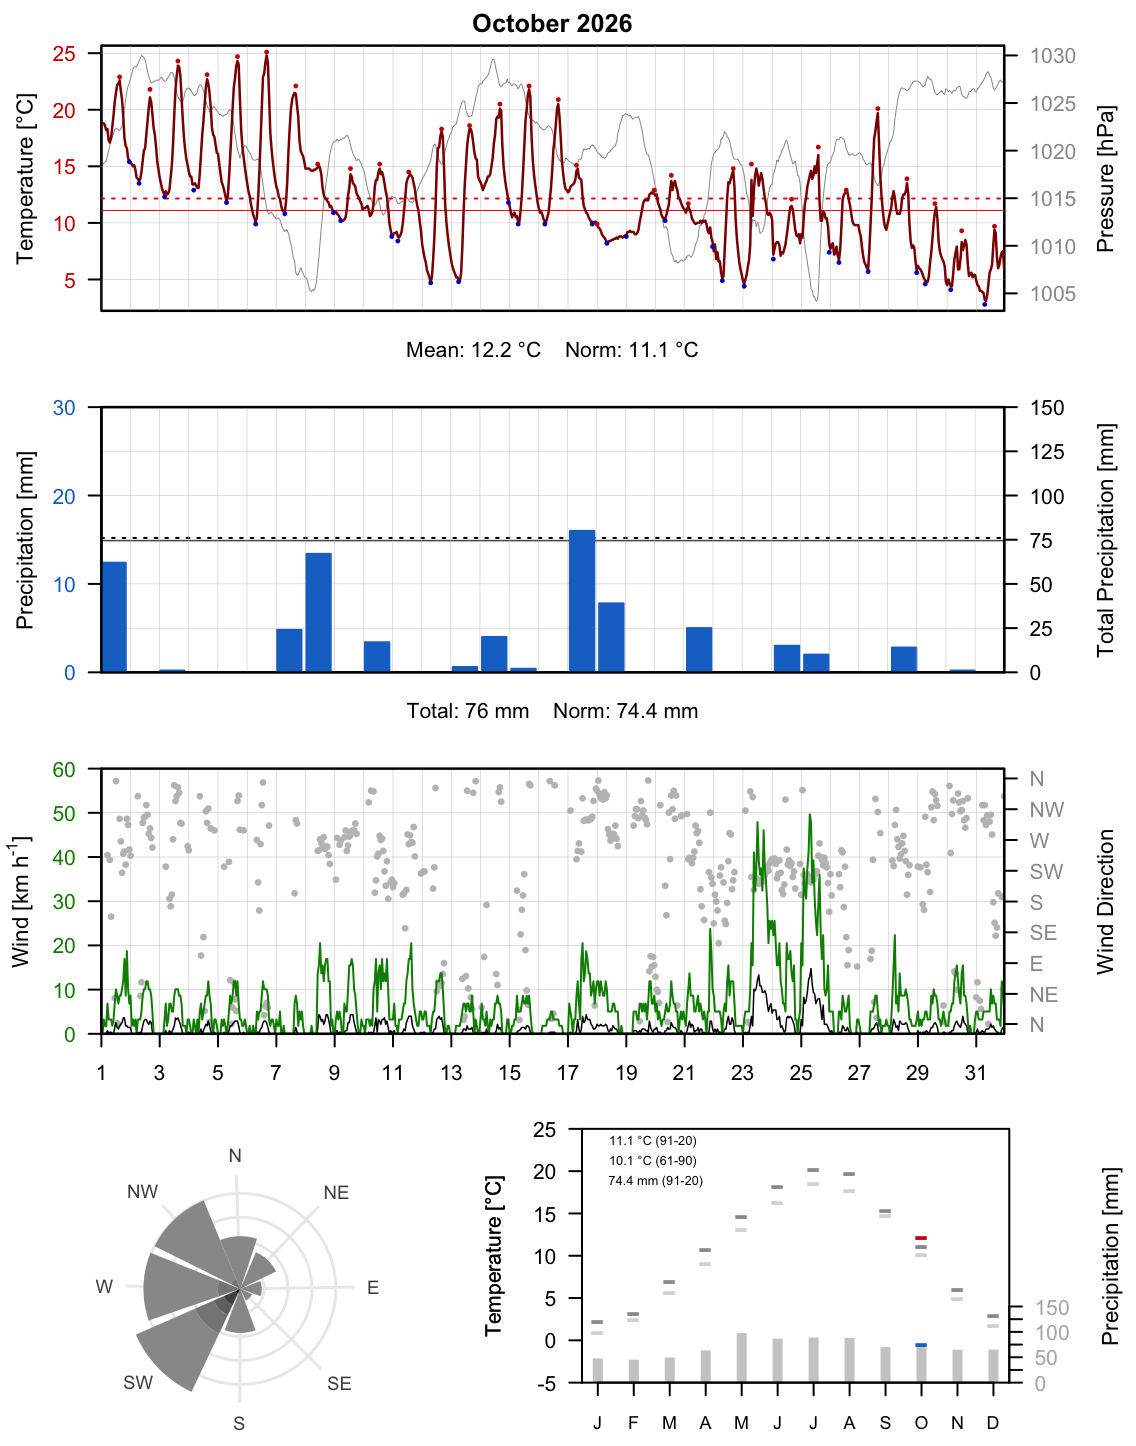 October 2026
25
20
15
10
5
Temperature [°C]
1030
1025
1020
1015
1010
1005
Pressure [hPa]
Mean: 12.2 °C Norm: 11.1 °C
30
20
10
0
Precipitation [mm]
150
125
100
75
50
25
0
Total Precipitation [mm]
Total: 76 mm Norm: 74.4 mm
60
50
40
30
20
10
0
Wind [km h-1]
N
NW
W
SW
S
SE
E
NE
N
Wind Direction
1 3 5 7 9 11 13 15 17 19 21 23 25 27 29 31
N
NE
E
SE
S
SW
W
NW
25
20
15
10
5
0
-5
Temperature [°C]
11.1 °C (91-20)
10.1 °C (61-90)
74.4 mm (91-20)
150
100
50
0
Precipitation [mm]
J F M A M J J A S O N D